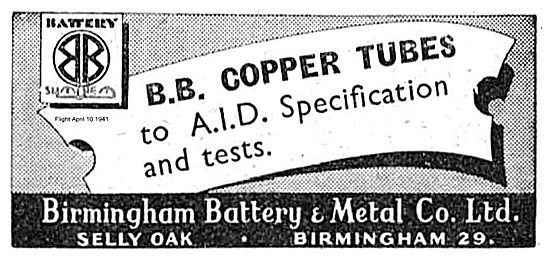 BATTERY
BB
Flight April 10 1941
B.B. COPPER TUBES
to A.I.D. Specification
and tests.
Birmingham Battery & Metal Co. Ltd.
SELLY OAK • BIRMINGHAM 29.